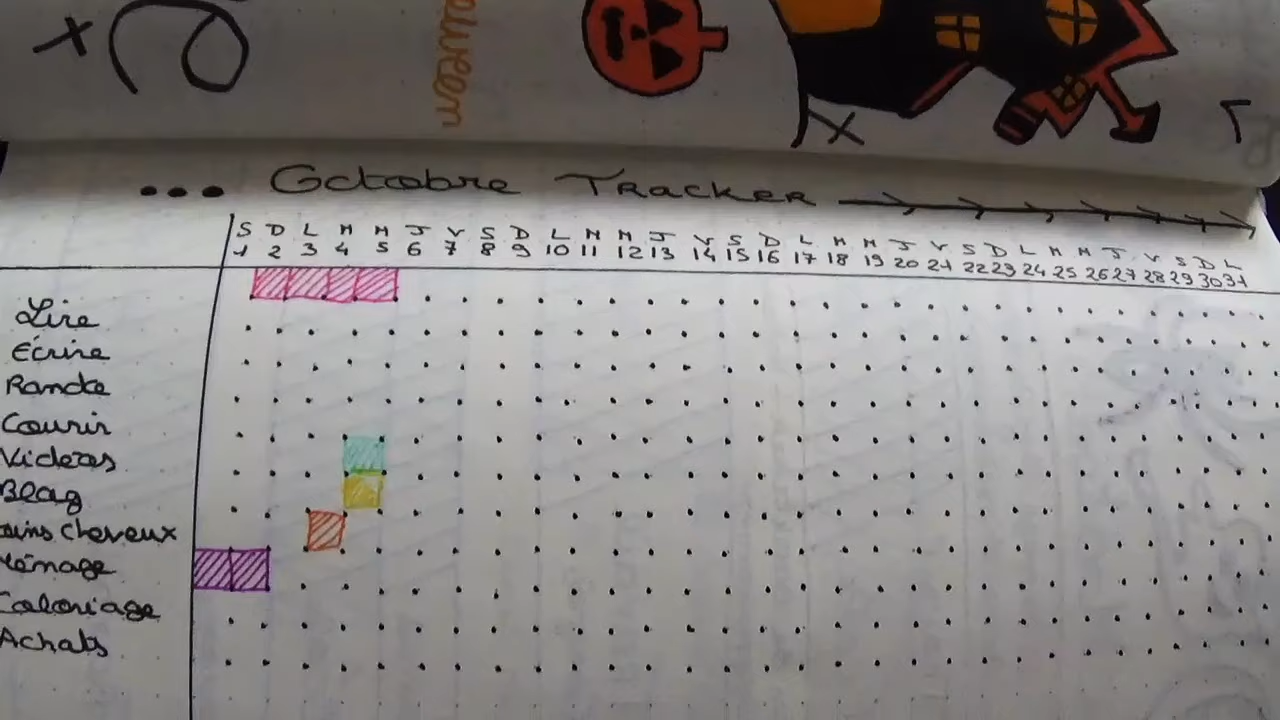 ... Octobre Tracker
S D L M M J V S D L M M J V S D L M M J V S D L M M J V S D L
1 2 3 4 5 6 7 8 9 10 11 12 13 14 15 16 17 18 19 20 21 22 23 24 25 26 27 28 29 30 31
Lire
Ecrire
Rando
Courir
Videos
Blog
oins cheveux
Ménage
Coloriage
Achats